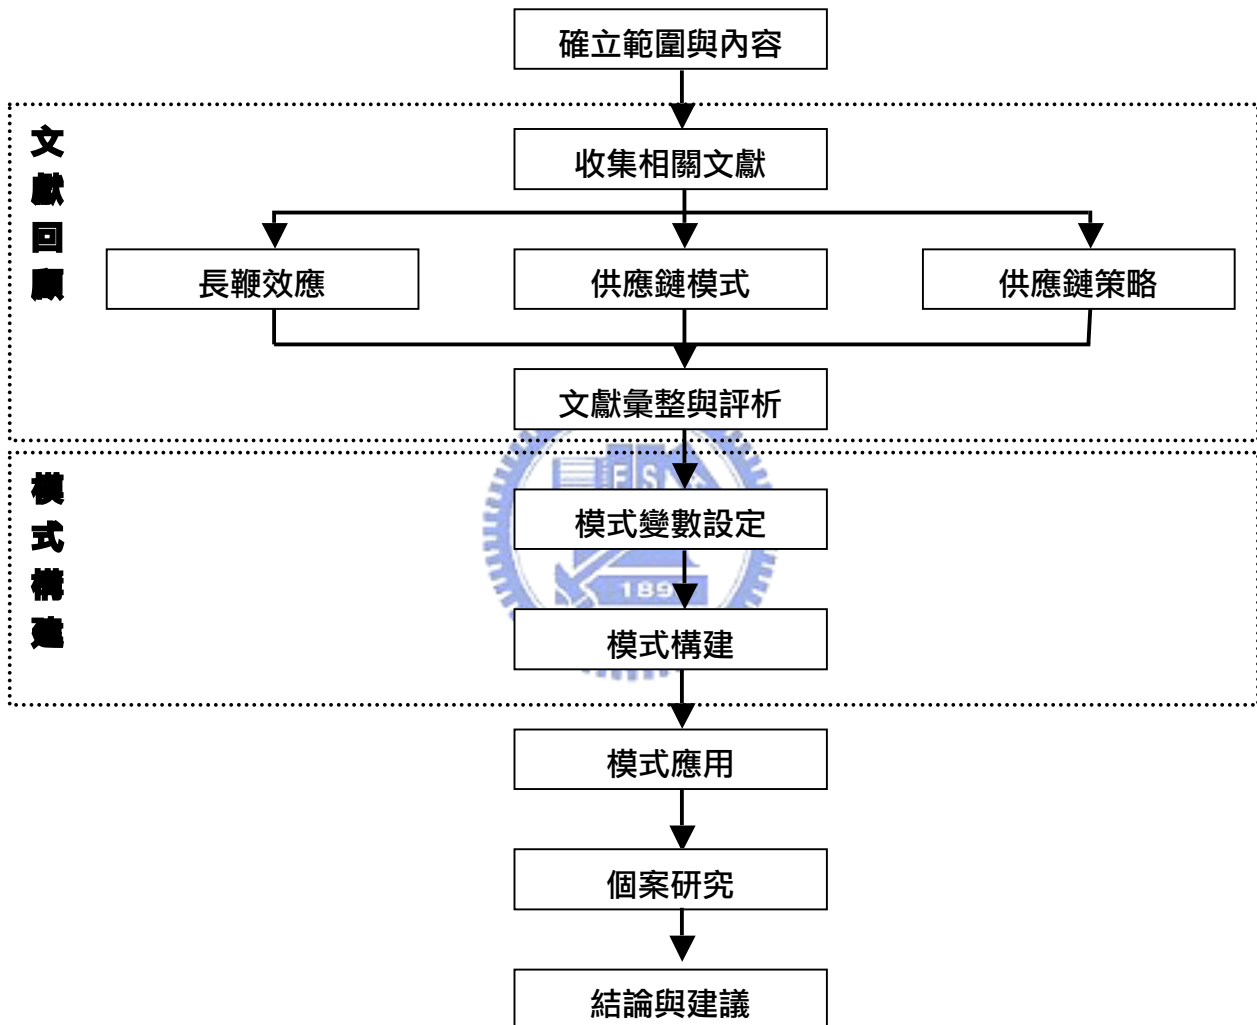 確立範圍與內容
文獻回顧
收集相關文獻
長鞭效應
供應鏈模式
供應鏈策略
文獻彙整與評析
模式構建
模式變數設定
模式構建
模式應用
個案研究
結論與建議
ES
189